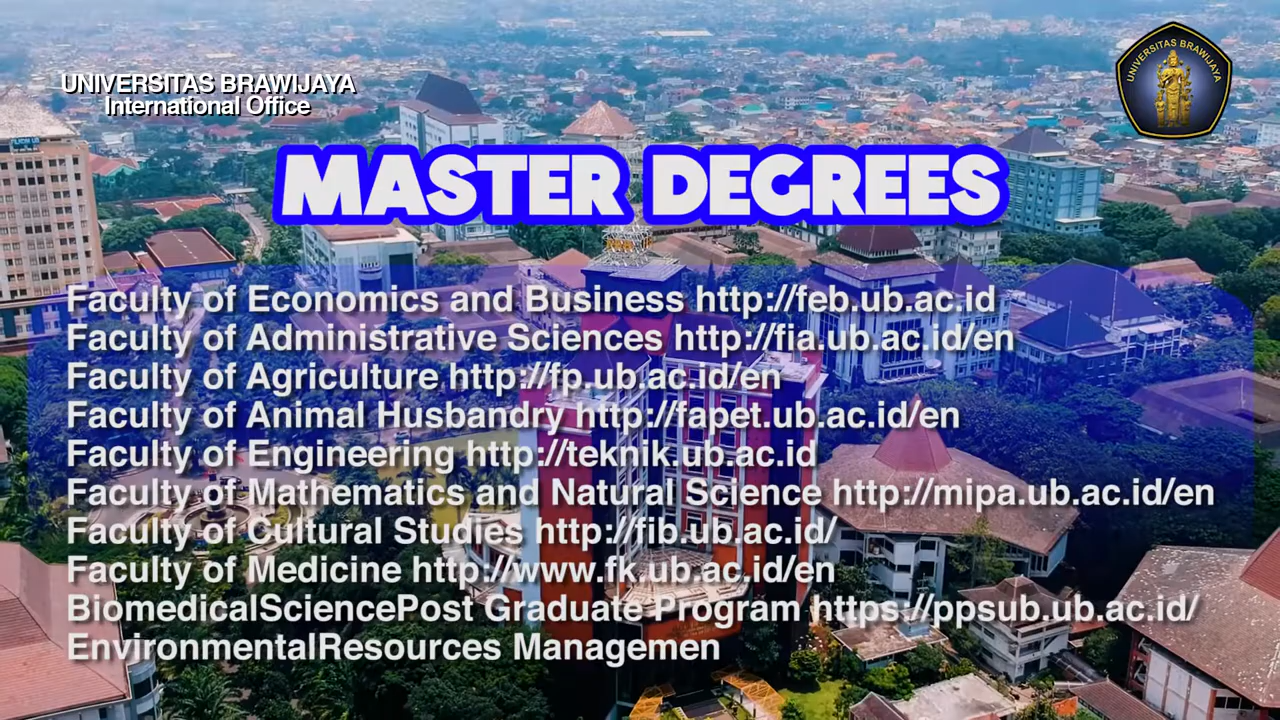 UNIVERSITAS BRAWIJAYA
International Office
UNIVERSITAS BRAWIJAYA
MASTER DEGREES
Faculty of Economics and Business http://feb.ub.ac.id
Faculty of Administrative Sciences http://fia.ub.ac.id/en
Faculty of Agriculture http://fp.ub.ac.id/en
Faculty of Animal Husbandry http://fapet.ub.ac.id/en
Faculty of Engineering http://teknik.ub.ac.id
Faculty of Mathematics and Natural Science http://mipa.ub.ac.id/en
Faculty of Cultural Studies http://fib.ub.ac.id/
Faculty of Medicine http://www.fk.ub.ac.id/en
BiomedicalSciencePost Graduate Program https://ppsub.ub.ac.id/
EnvironmentalResources Managemen